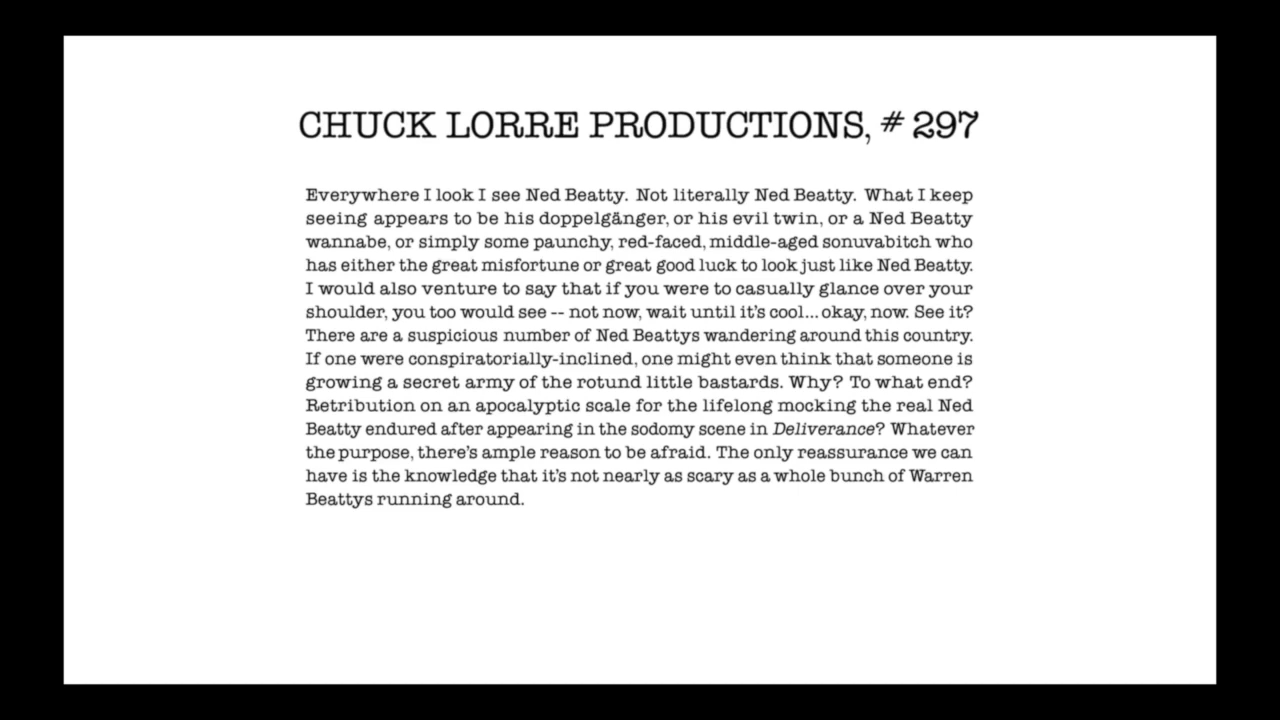 CHUCK LORRE PRODUCTIONS, # 297
Everywhere I look I see Ned Beatty. Not literally Ned Beatty. What I keep
seeing appears to be his doppelgänger, or his evil twin, or a Ned Beatty
wannabe, or simply some paunchy, red-faced, middle-aged sonuvabitch who
has either the great misfortune or great good luck to look just like Ned Beatty.
I would also venture to say that if you were to casually glance over your
shoulder, you too would see -- not now, wait until it's cool... okay, now. See it?
There are a suspicious number of Ned Beattys wandering around this country.
If one were conspiratorially-inclined, one might even think that someone is
growing a secret army of the rotund little bastards. Why? To what end?
Retribution on an apocalyptic scale for the lifelong mocking the real Ned
Beatty endured after appearing in the sodomy scene in Deliverance? Whatever
the purpose, there's ample reason to be afraid. The only reassurance we can
have is the knowledge that it's not nearly as scary as a whole bunch of Warren
Beattys running around.